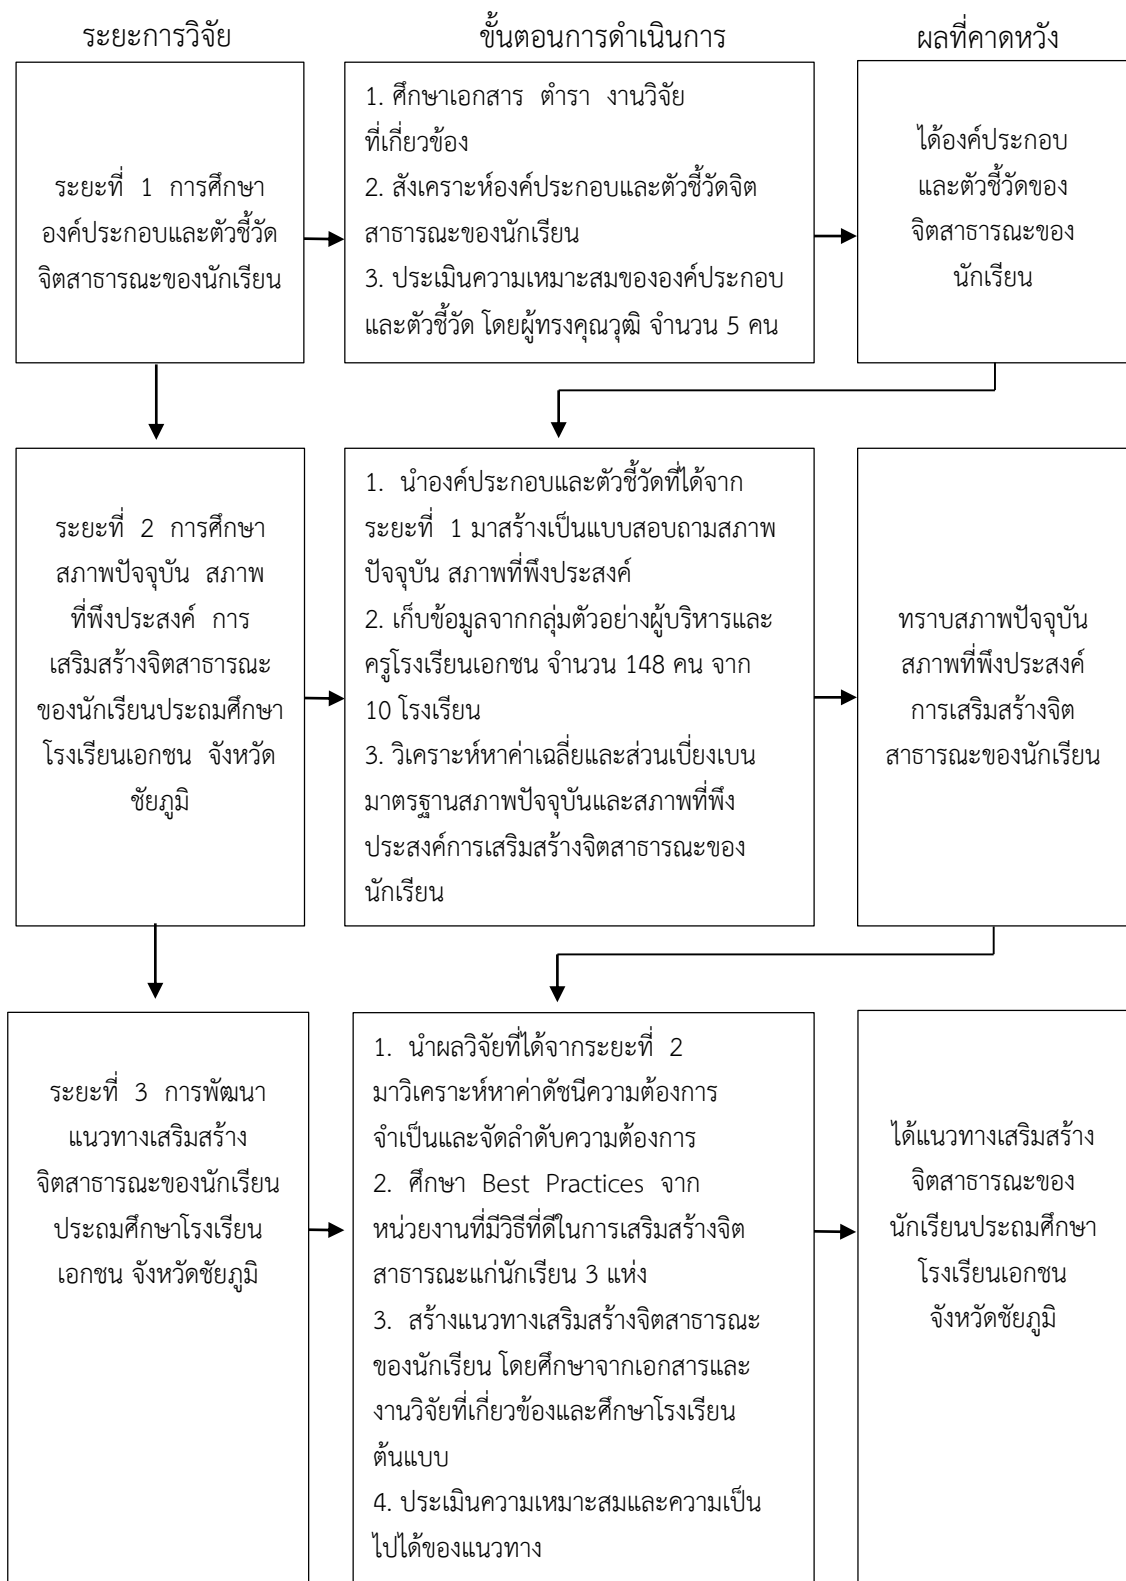 ระยะการวิจัย
ขั้นตอนการดำเนินการ
ผลที่คาดหวัง
ระยะที่ 1 การศึกษา
องค์ประกอบและตัวชี้วัด
จิตสาธารณะของนักเรียน
1. ศึกษาเอกสาร ตำรา งานวิจัย
ที่เกี่ยวข้อง
2. สังเคราะห์องค์ประกอบและตัวชี้วัดจิต
สาธารณะของนักเรียน
3. ประเมินความเหมาะสมขององค์ประกอบ
และตัวชี้วัด โดยผู้ทรงคุณวุฒิ จำนวน 5 คน
ได้องค์ประกอบ
และตัวชี้วัดของ
จิตสาธารณะของ
นักเรียน
ระยะที่ 2 การศึกษา
สภาพปัจจุบัน สภาพ
ที่พึงประสงค์ การ
เสริมสร้างจิตสาธารณะ
ของนักเรียนประถมศึกษา
โรงเรียนเอกชน จังหวัด
ชัยภูมิ
1. นำองค์ประกอบและตัวชี้วัดที่ได้จาก
ระยะที่ 1 มาสร้างเป็นแบบสอบถามสภาพ
ปัจจุบัน สภาพที่พึงประสงค์
2. เก็บข้อมูลจากกลุ่มตัวอย่างผู้บริหารและ
ครูโรงเรียนเอกชน จำนวน 148 คน จาก
10 โรงเรียน
3. วิเคราะห์หาค่าเฉลี่ยและส่วนเบี่ยงเบน
มาตรฐานสภาพปัจจุบันและสภาพที่พึง
ประสงค์การเสริมสร้างจิตสาธารณะของ
นักเรียน
ทราบสภาพปัจจุบัน
สภาพที่พึงประสงค์
การเสริมสร้างจิต
สาธารณะของนักเรียน
ระยะที่ 3 การพัฒนา
แนวทางเสริมสร้าง
จิตสาธารณะของนักเรียน
ประถมศึกษาโรงเรียน
เอกชน จังหวัดชัยภูมิ
1. นำผลวิจัยที่ได้จากระยะที่ 2
มาวิเคราะห์หาค่าดัชนีความต้องการ
จำเป็นและจัดลำดับความต้องการ
2. ศึกษา Best Practices จาก
หน่วยงานที่มีวิธีที่ดีในการเสริมสร้างจิต
สาธารณะแก่นักเรียน 3 แห่ง
3. สร้างแนวทางเสริมสร้างจิตสาธารณะ
ของนักเรียน โดยศึกษาจากเอกสารและ
งานวิจัยที่เกี่ยวข้องและศึกษาโรงเรียน
ต้นแบบ
4. ประเมินความเหมาะสมและความเป็น
ไปได้ของแนวทาง
ได้แนวทางเสริมสร้าง
จิตสาธารณะของ
นักเรียนประถมศึกษา
โรงเรียนเอกชน
จังหวัดชัยภูมิ